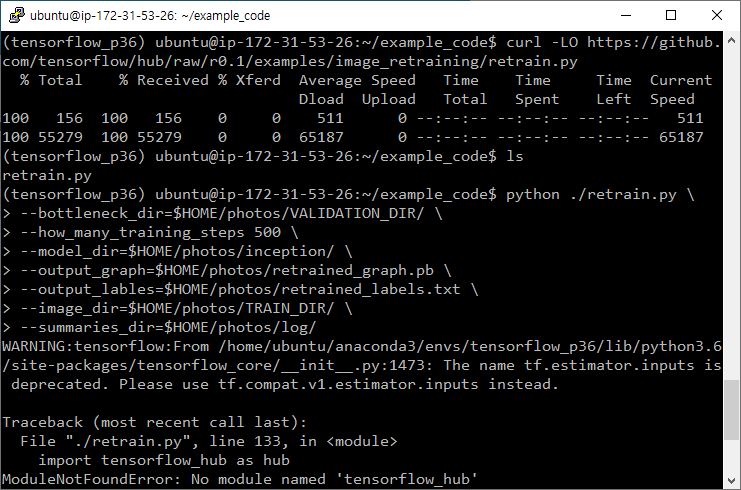 ubuntu@ip-172-31-53-26: ~/example_code
(tensorflow_p36) ubuntu@ip-172-31-53-26:~/example_code$ curl -LO https://github.
com/tensorflow/hub/raw/r0.1/examples/image_retraining/retrain.py
  % Total    % Received % Xferd  Average Speed   Time    Time     Time  Current
                                 Dload  Upload   Total   Spent    Left  Speed
100   156  100   156    0     0    511      0 --:--:-- --:--:-- --:--:--   511
100 55279  100 55279    0     0  65187      0 --:--:-- --:--:-- --:--:-- 65187
(tensorflow_p36) ubuntu@ip-172-31-53-26:~/example_code$ ls
retrain.py
(tensorflow_p36) ubuntu@ip-172-31-53-26:~/example_code$ python ./retrain.py \
> --bottleneck_dir=$HOME/photos/VALIDATION_DIR/ \
> --how_many_training_steps 500 \
> --model_dir=$HOME/photos/inception/ \
> --output_graph=$HOME/photos/retrained_graph.pb \
> --output_lables=$HOME/photos/retrained_labels.txt \
> --image_dir=$HOME/photos/TRAIN_DIR/ \
> --summaries_dir=$HOME/photos/log/
WARNING:tensorflow:From /home/ubuntu/anaconda3/envs/tensorflow_p36/lib/python3.6
/site-packages/tensorflow_core/__init__.py:1473: The name tf.estimator.inputs is
 deprecated. Please use tf.compat.v1.estimator.inputs instead.

Traceback (most recent call last):
  File "./retrain.py", line 133, in <module>
    import tensorflow_hub as hub
ModuleNotFoundError: No module named 'tensorflow_hub'